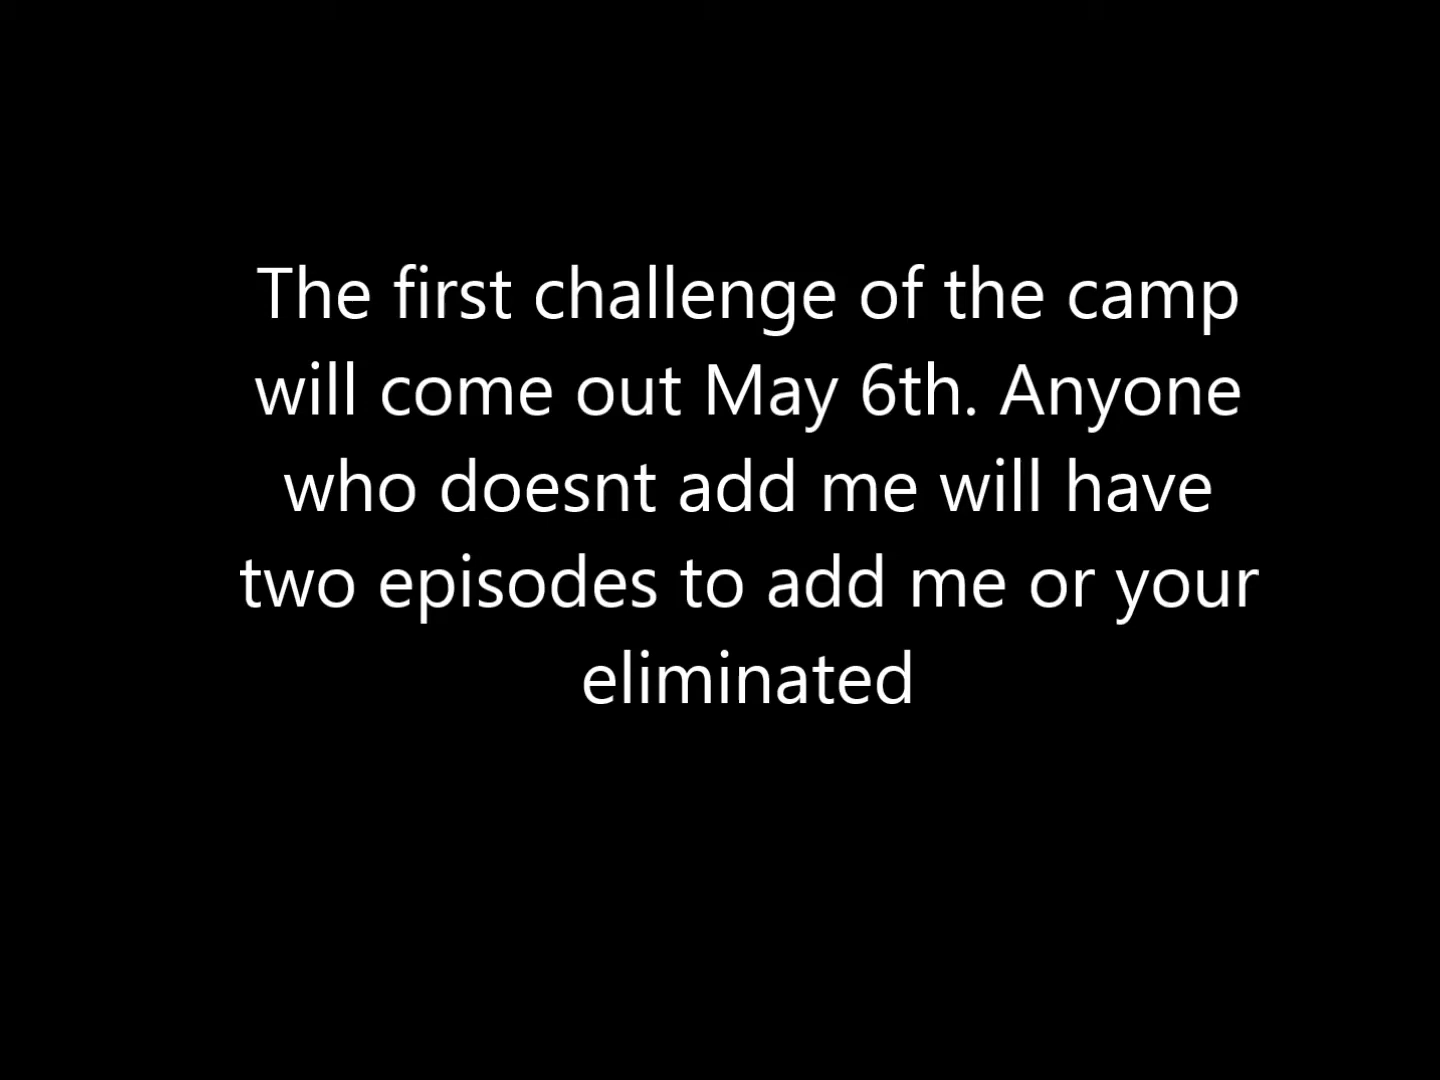 The first challenge of the camp
will come out May 6th. Anyone
who doesnt add me will have
two episodes to add me or your
eliminated